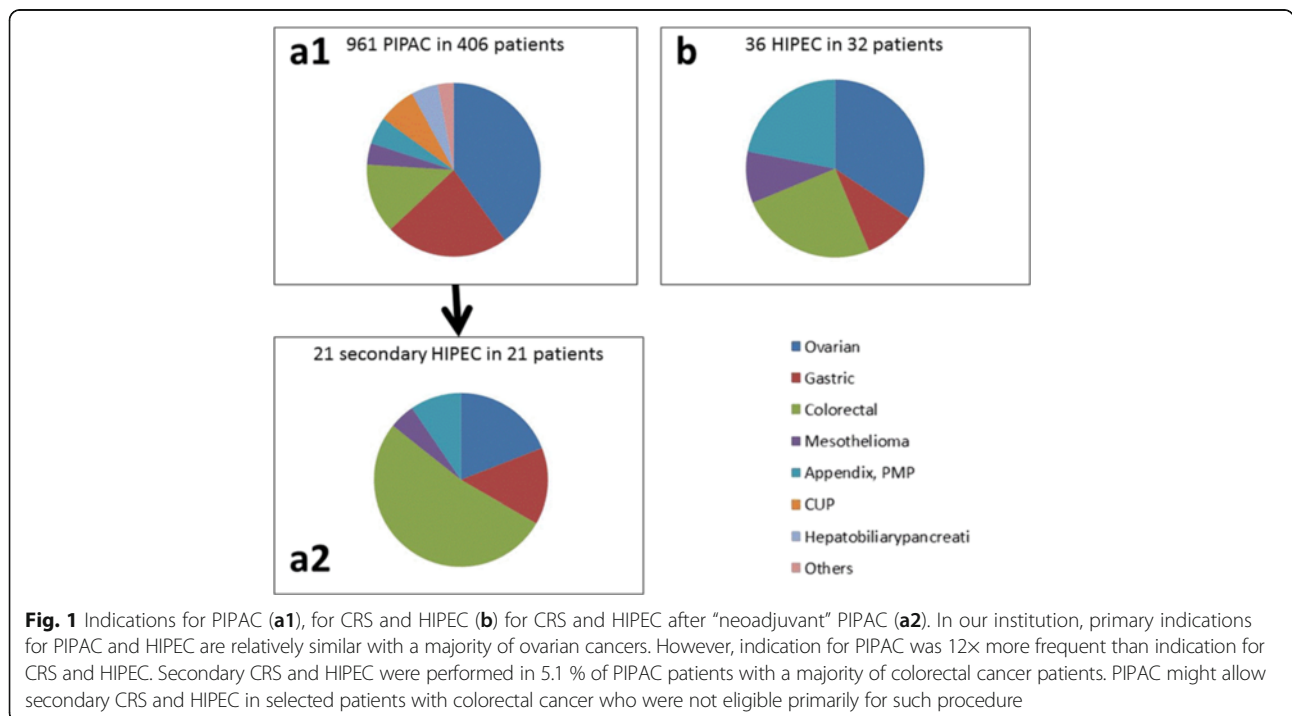 a1
961 PIPAC in 406 patients
b
36 HIPEC in 32 patients
21 secondary HIPEC in 21 patients
a2
Ovarian
Gastric
Colorectal
Mesothelioma
Appendix, PMP
CUP
Hepatobiliarypancreati
Others
Fig. 1 Indications for PIPAC (a1), for CRS and HIPEC (b) for CRS and HIPEC after “neoadjuvant” PIPAC (a2). In our institution, primary indications
for PIPAC and HIPEC are relatively similar with a majority of ovarian cancers. However, indication for PIPAC was 12× more frequent than indication for
CRS and HIPEC. Secondary CRS and HIPEC were performed in 5.1 % of PIPAC patients with a majority of colorectal cancer patients. PIPAC might allow
secondary CRS and HIPEC in selected patients with colorectal cancer who were not eligible primarily for such procedure